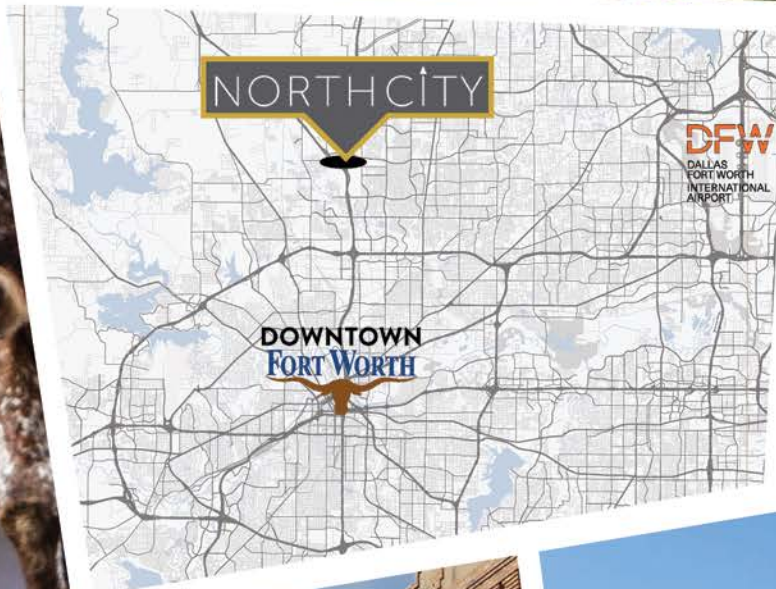 NORTHCITY
DFW
DALLAS
FORT WORTH
INTERNATIONAL
AIRPORT
DOWNTOWN
FORT WORTH